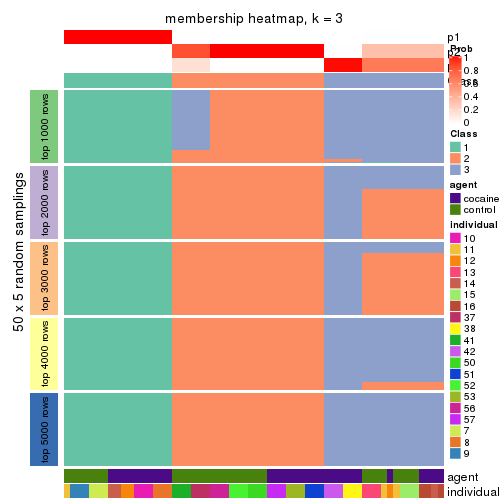 membership heatmap, k = 3
p1
p2
Prob
1
0.8
0.6
0.4
0.2
0
Class
1
2
3
agent
cocaine
control
individual
10
11
12
13
14
15
16
37
38
41
42
50
51
52
53
56
57
7
8
9
50 x 5 random samplings
top 1000 rows
top 2000 rows
top 3000 rows
top 4000 rows
top 5000 rows
agent
individual